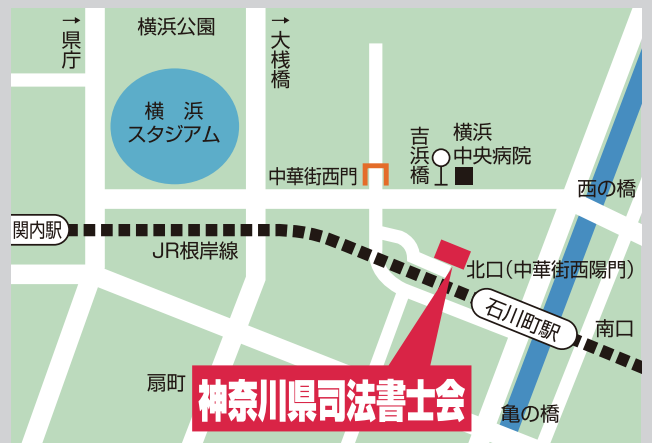 →県庁
横浜公園
→大桟橋
横　浜
スタジアム
中華街西門
吉浜橋
横浜
中央病院
西の橋
関内駅
JR根岸線
北口（中華街西陽門）
石川町駅
南口
扇町
神奈川県司法書士会
亀の橋